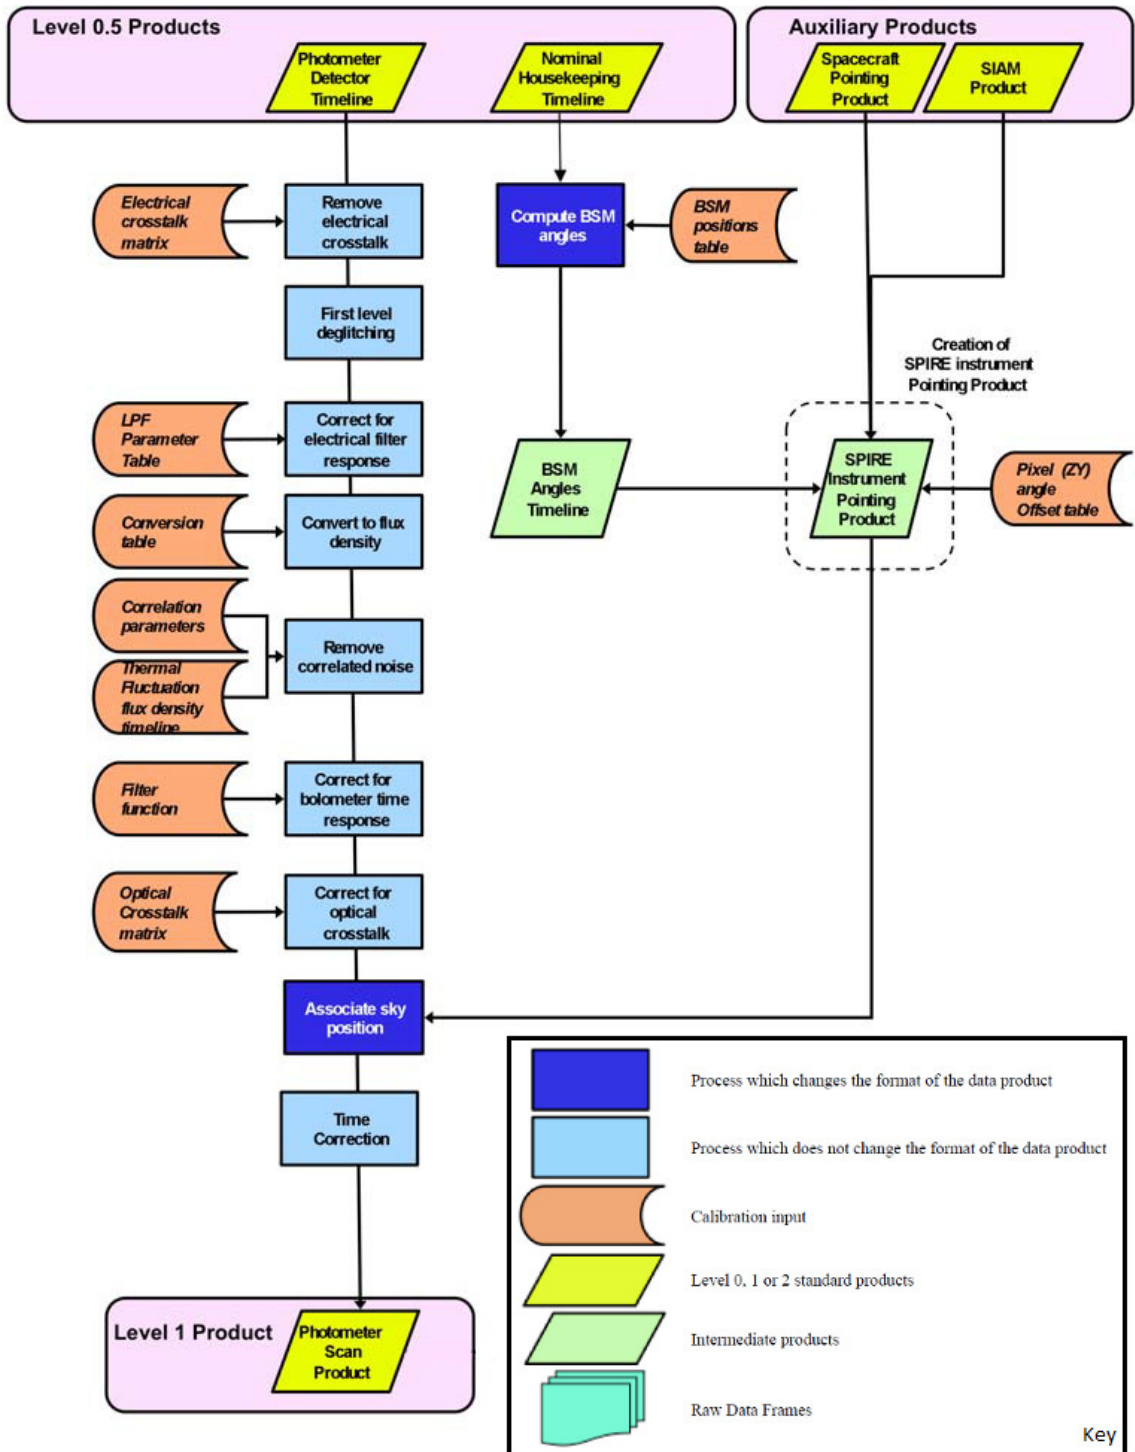 Level 0.5 Products
Auxiliary Products
Photometer
Detector
Timeline
Nominal
Housekeeping
Timeline
Spacecraft
Pointing
Product
SIAM
Product
Electrical
crosstalk
matrix
Remove
electrical
crosstalk
Compute BSM
angles
BSM
positions
table
First level
deglitching
Creation of
SPIRE instrument
Pointing Product
LPF
Parameter
Table
Correct for
electrical filter
response
BSM
Angles
Timeline
SPIRE
Instrument
Pointing
Product
Pixel (ZY)
angle
Offset table
Conversion
table
Convert to flux
density
Correlation
parameters
Remove
correlated noise
Thermal
Fluctuation
flux density
timeline
Filter
function
Correct for
bolometer time
response
Optical
Crosstalk
matrix
Correct for
optical
crosstalk
Associate sky
position
Time
Correction
Level 1 Product
Photometer
Scan
Product
Process which changes the format of the data product
Process which does not change the format of the data product
Calibration input
Level 0, 1 or 2 standard products
Intermediate products
Raw Data Frames
Key